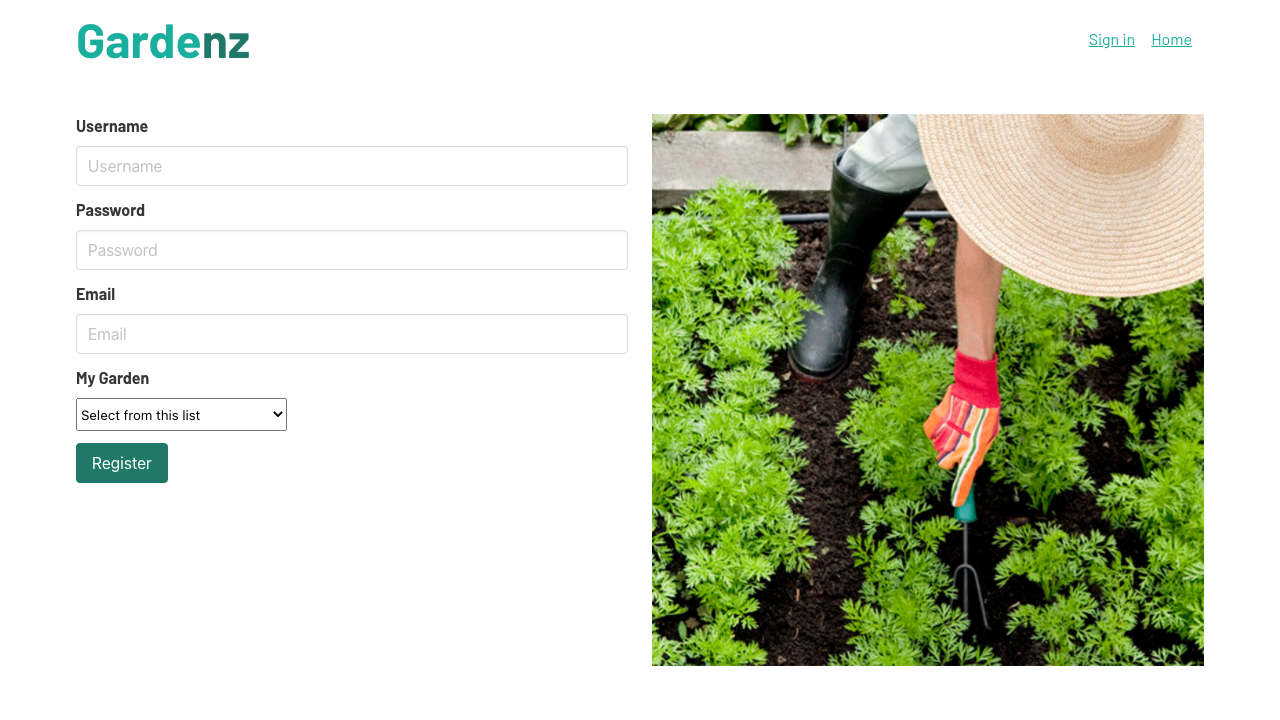 Gardenz
Sign in Home
Username
Username
Password
Password
Email
Email
My Garden
Select from this list
Register